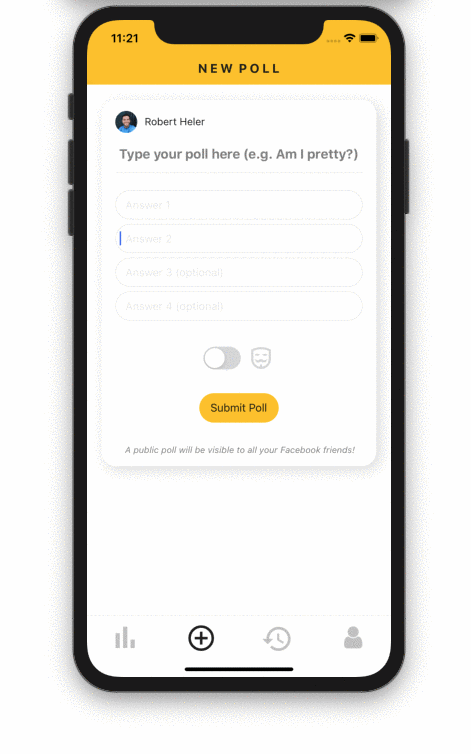 11:21
NEW POLL
Robert Heler
Type your poll here (e.g. Am I pretty?)
Answer 1
Answer 2
Answer 3 (optional)
Answer 4 (optional)
Submit Poll
A public poll will be visible to all your Facebook friends!